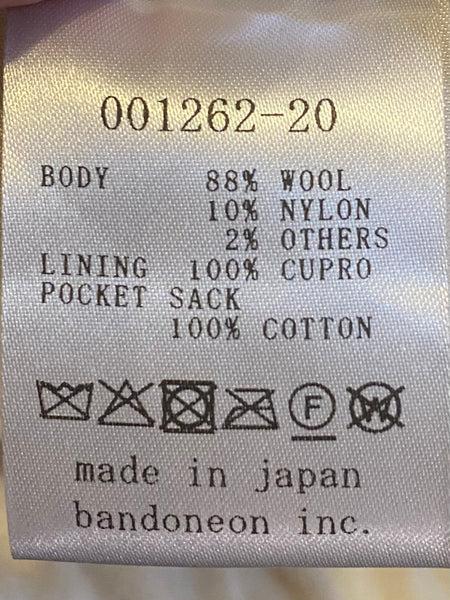 001262-20
BODY 88% WOOL
10% NYLON
2% OTHERS
LINING 100% CUPRO
POCKET SACK
100% COTTON
F W
made in japan
bandoneon inc.